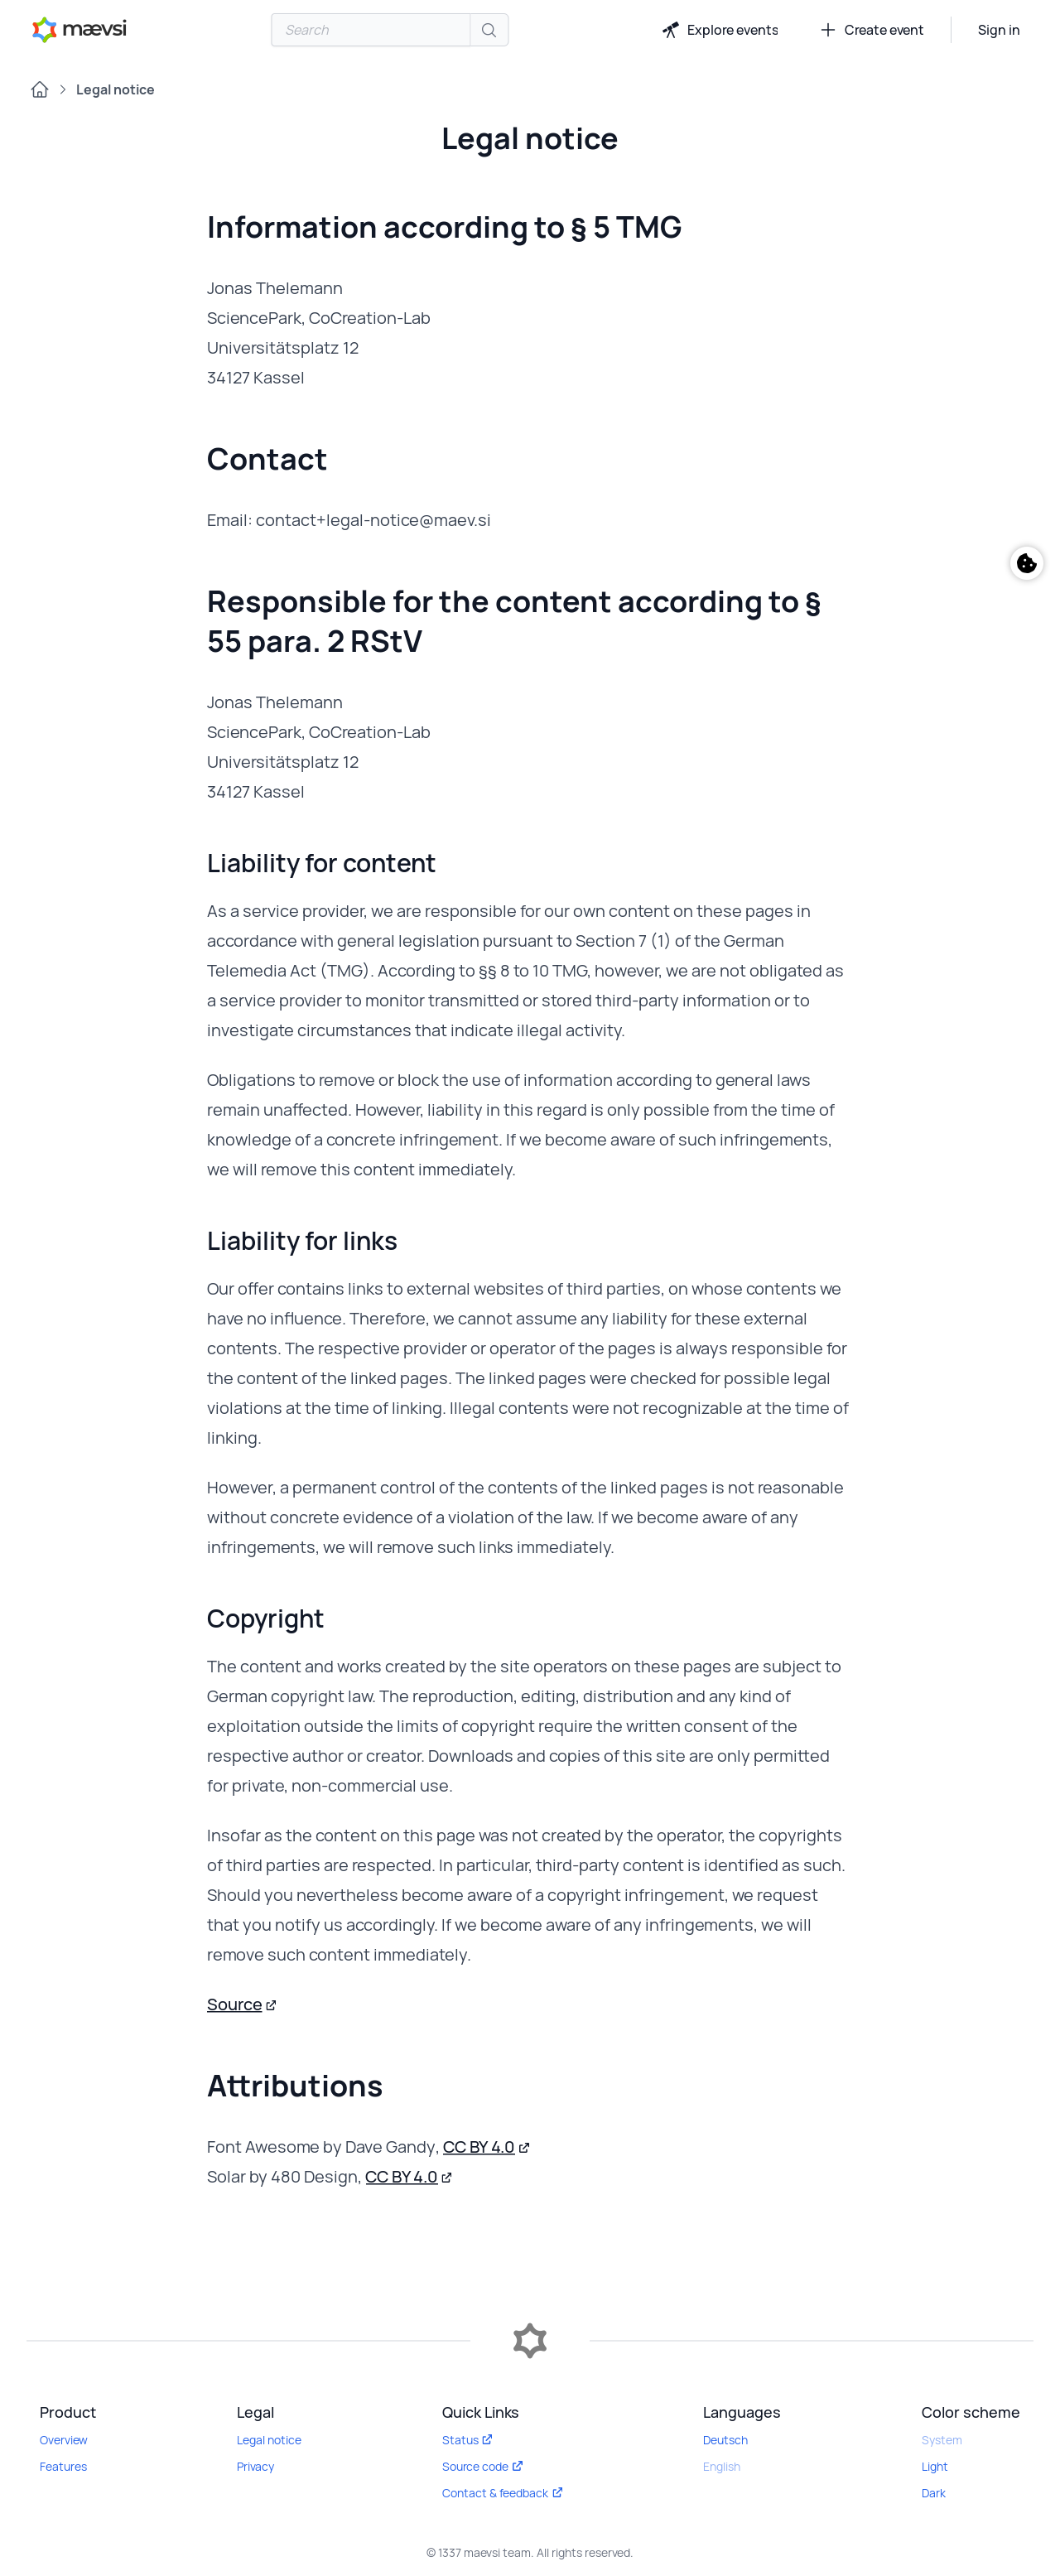 mævsi
Search
Explore events
Create event
Sign in
Legal notice
Legal notice
Information according to § 5 TMG
Jonas Thelemann
SciencePark, CoCreation-Lab
Universitätsplatz 12
34127 Kassel
Contact
Email: contact+legal-notice@maev.si
Responsible for the content according to §
55 para. 2 RStV
Jonas Thelemann
SciencePark, CoCreation-Lab
Universitätsplatz 12
34127 Kassel
Liability for content
As a service provider, we are responsible for our own content on these pages in
accordance with general legislation pursuant to Section 7 (1) of the German
Telemedia Act (TMG). According to §§ 8 to 10 TMG, however, we are not obligated as
a service provider to monitor transmitted or stored third-party information or to
investigate circumstances that indicate illegal activity.
Obligations to remove or block the use of information according to general laws
remain unaffected. However, liability in this regard is only possible from the time of
knowledge of a concrete infringement. If we become aware of such infringements,
we will remove this content immediately.
Liability for links
Our offer contains links to external websites of third parties, on whose contents we
have no influence. Therefore, we cannot assume any liability for these external
contents. The respective provider or operator of the pages is always responsible for
the content of the linked pages. The linked pages were checked for possible legal
violations at the time of linking. Illegal contents were not recognizable at the time of
linking.
However, a permanent control of the contents of the linked pages is not reasonable
without concrete evidence of a violation of the law. If we become aware of any
infringements, we will remove such links immediately.
Copyright
The content and works created by the site operators on these pages are subject to
German copyright law. The reproduction, editing, distribution and any kind of
exploitation outside the limits of copyright require the written consent of the
respective author or creator. Downloads and copies of this site are only permitted
for private, non-commercial use.
Insofar as the content on this page was not created by the operator, the copyrights
of third parties are respected. In particular, third-party content is identified as such.
Should you nevertheless become aware of a copyright infringement, we request
that you notify us accordingly. If we become aware of any infringements, we will
remove such content immediately.
Source
Attributions
Font Awesome by Dave Gandy, CC BY 4.0
Solar by 480 Design, CC BY 4.0
Product
Overview
Features
Legal
Legal notice
Privacy
Quick Links
Status
Source code
Contact & feedback
Languages
Deutsch
English
Color scheme
System
Light
Dark
© 1337 maevsi team. All rights reserved.